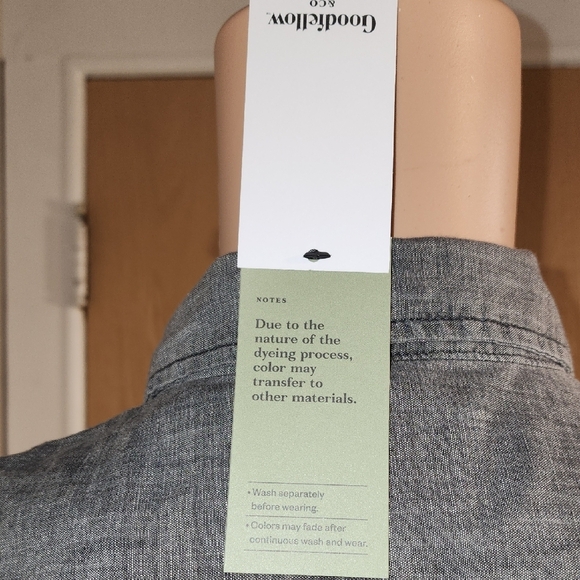 Goodfellow
& CO
NOTES
Due to the
nature of the
dyeing process,
color may
transfer to
other materials.
• Wash separately
before wearing.
• Colors may fade after
continuous wash and wear.